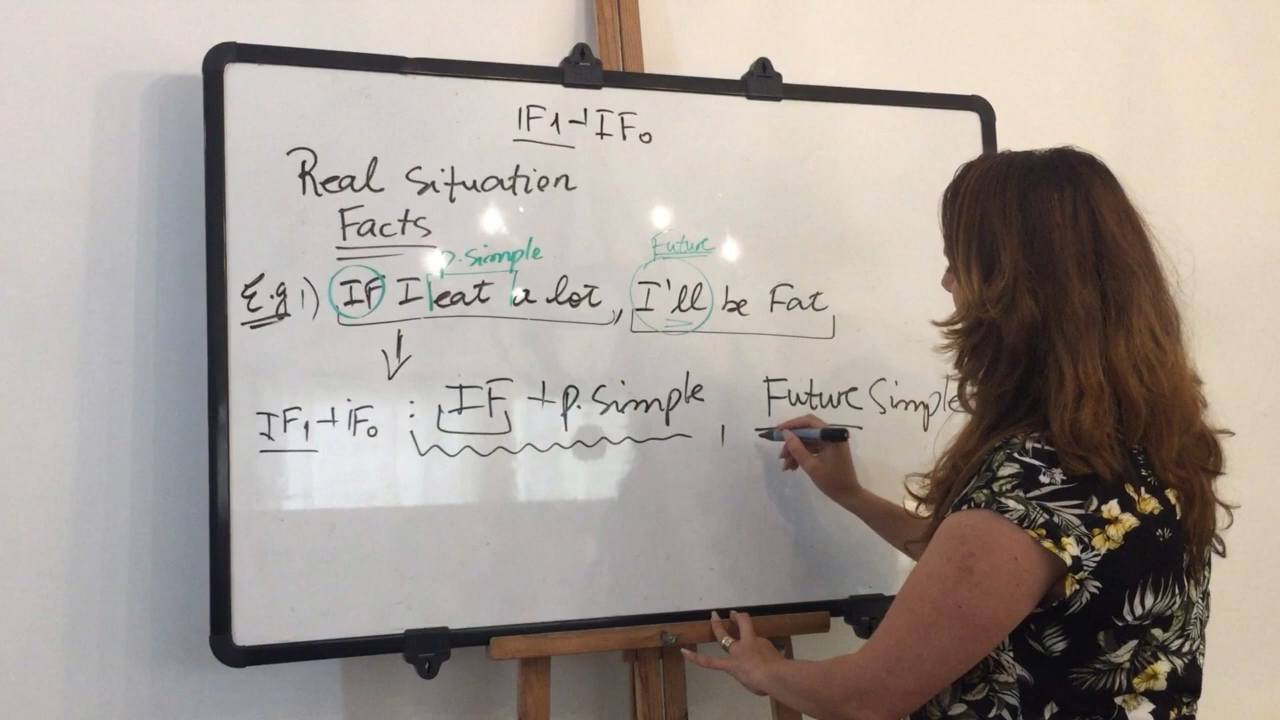 IF1+IF0
Real situation
Facts
p.simple Future
E.g 1) IF I eat a lot, I'll be Fat
IF1+iF0 : IF +p.simple, Future Simple